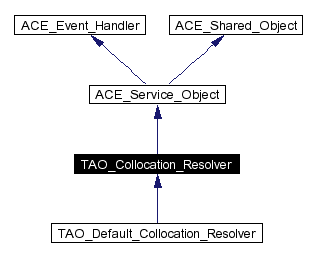 ACE_Event_Handler
ACE_Shared_Object
ACE_Service_Object
TAO_Collocation_Resolver
TAO_Default_Collocation_Resolver